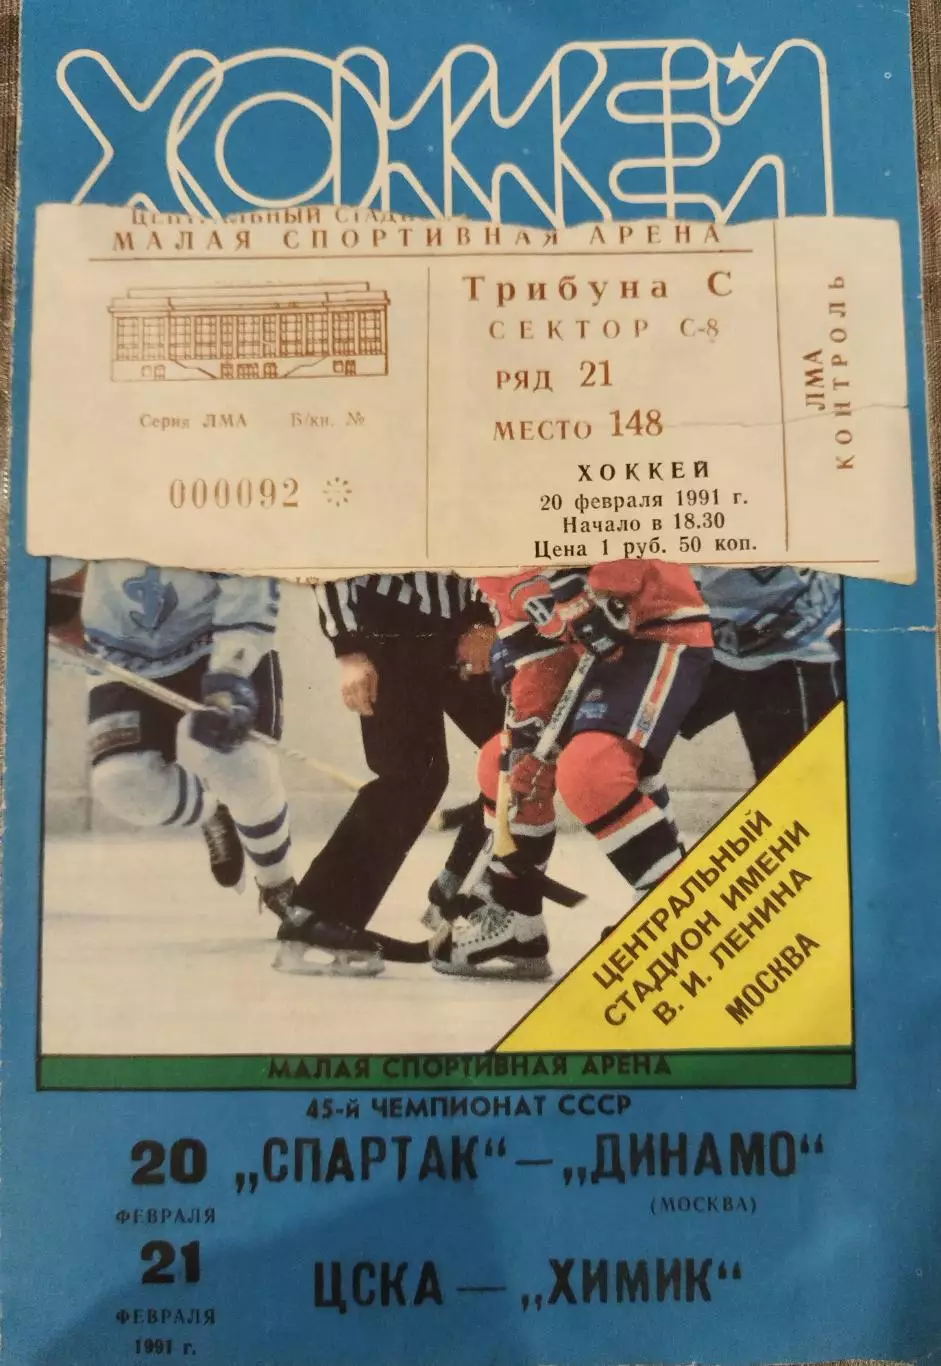 ХОККЕЙ
ЦЕНТРАЛЬНЫЙ
МАЛАЯ СПОРТИВНАЯ АРЕНА
Трибуна С
СЕКТОР С-8
РЯД 21
МЕСТО 148
Серия ЛМА Б/кн. №
000092
ХОККЕЙ
20 февраля 1991 г.
Начало в 18.30
Цена 1 руб. 50 коп.
ЛМА
КОНТРОЛЬ
ЦЕНТРАЛЬНЫЙ
СТАДИОН ИМЕНИ
В. И. ЛЕНИНА
МОСКВА
МАЛАЯ СПОРТИВНАЯ АРЕНА
45-й ЧЕМПИОНАТ СССР
20 „СПАРТАК“ — „ДИНАМО“
ФЕВРАЛЯ (МОСКВА)
21 ЦСКА — „ХИМИК“
ФЕВРАЛЯ
1991 г.